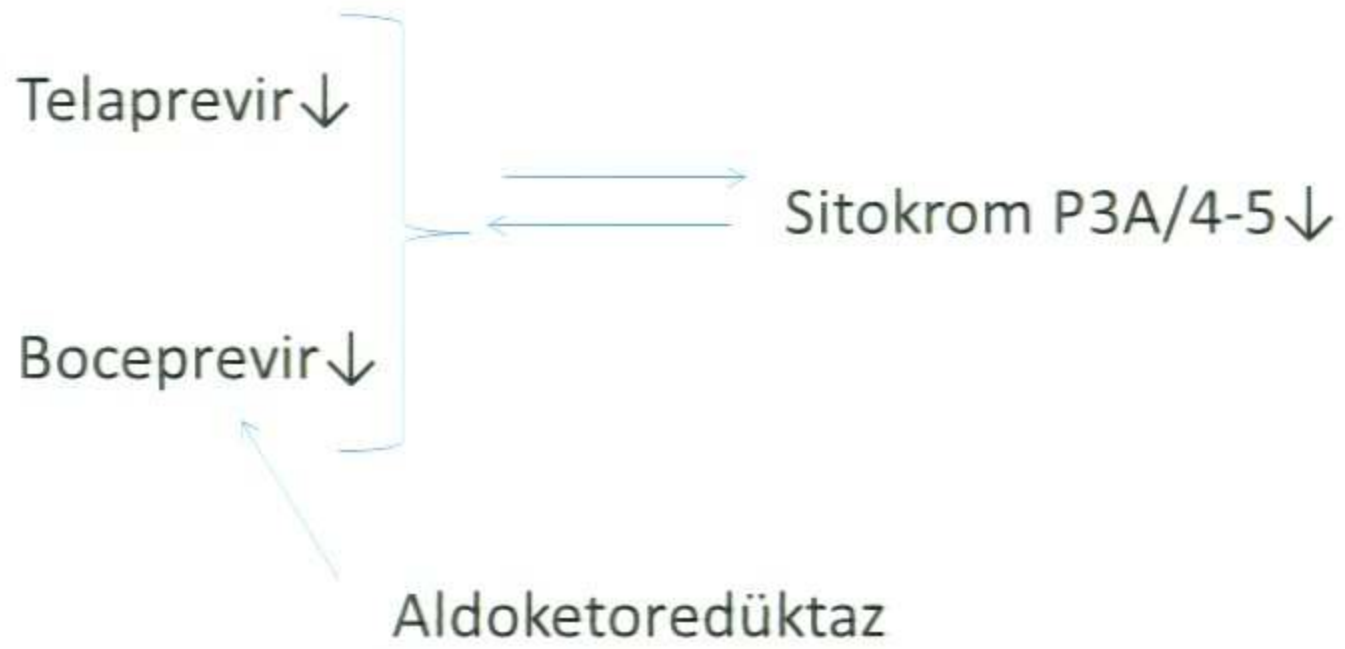 Telaprevir↓
Sitokrom P3A/4-5↓
Boceprevir↓
Aldoketoredüktaz